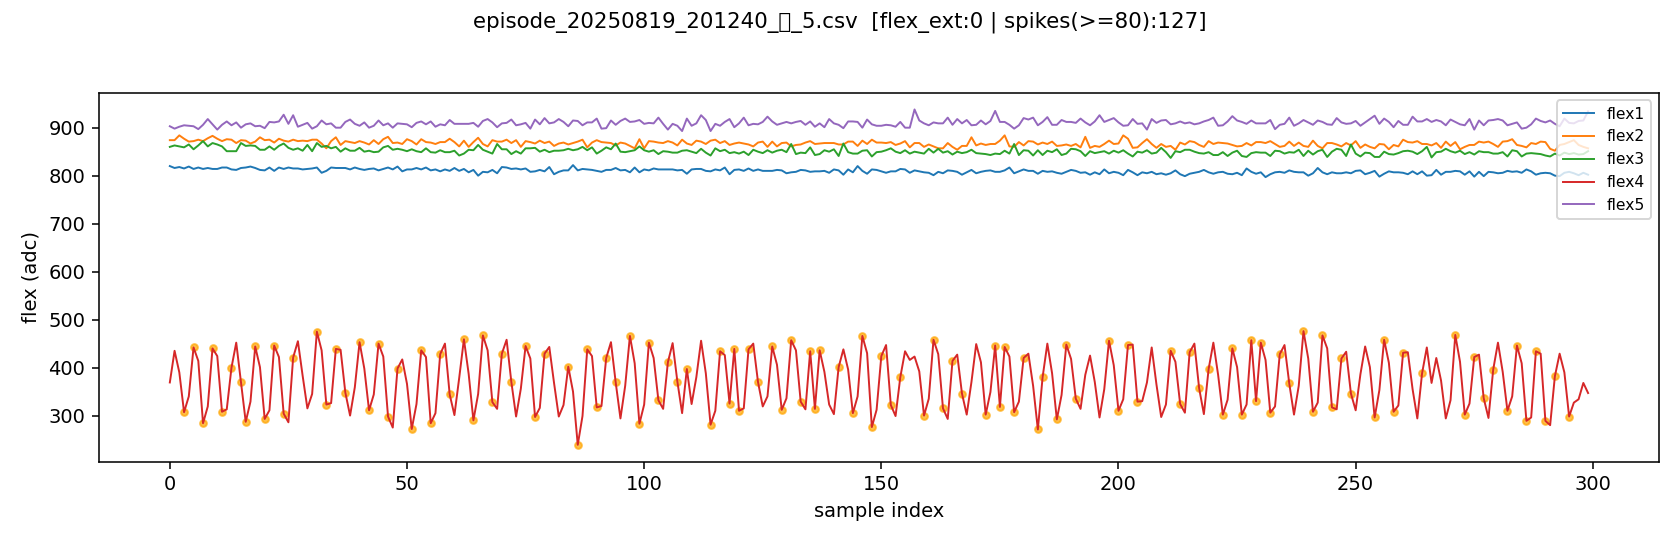 episode_20250819_201240_▯_5.csv [flex_ext:0 | spikes(>=80):127]
flex (adc)
900
800
700
600
500
400
300
0
50
100
150
200
250
300
sample index
flex1
flex2
flex3
flex4
flex5